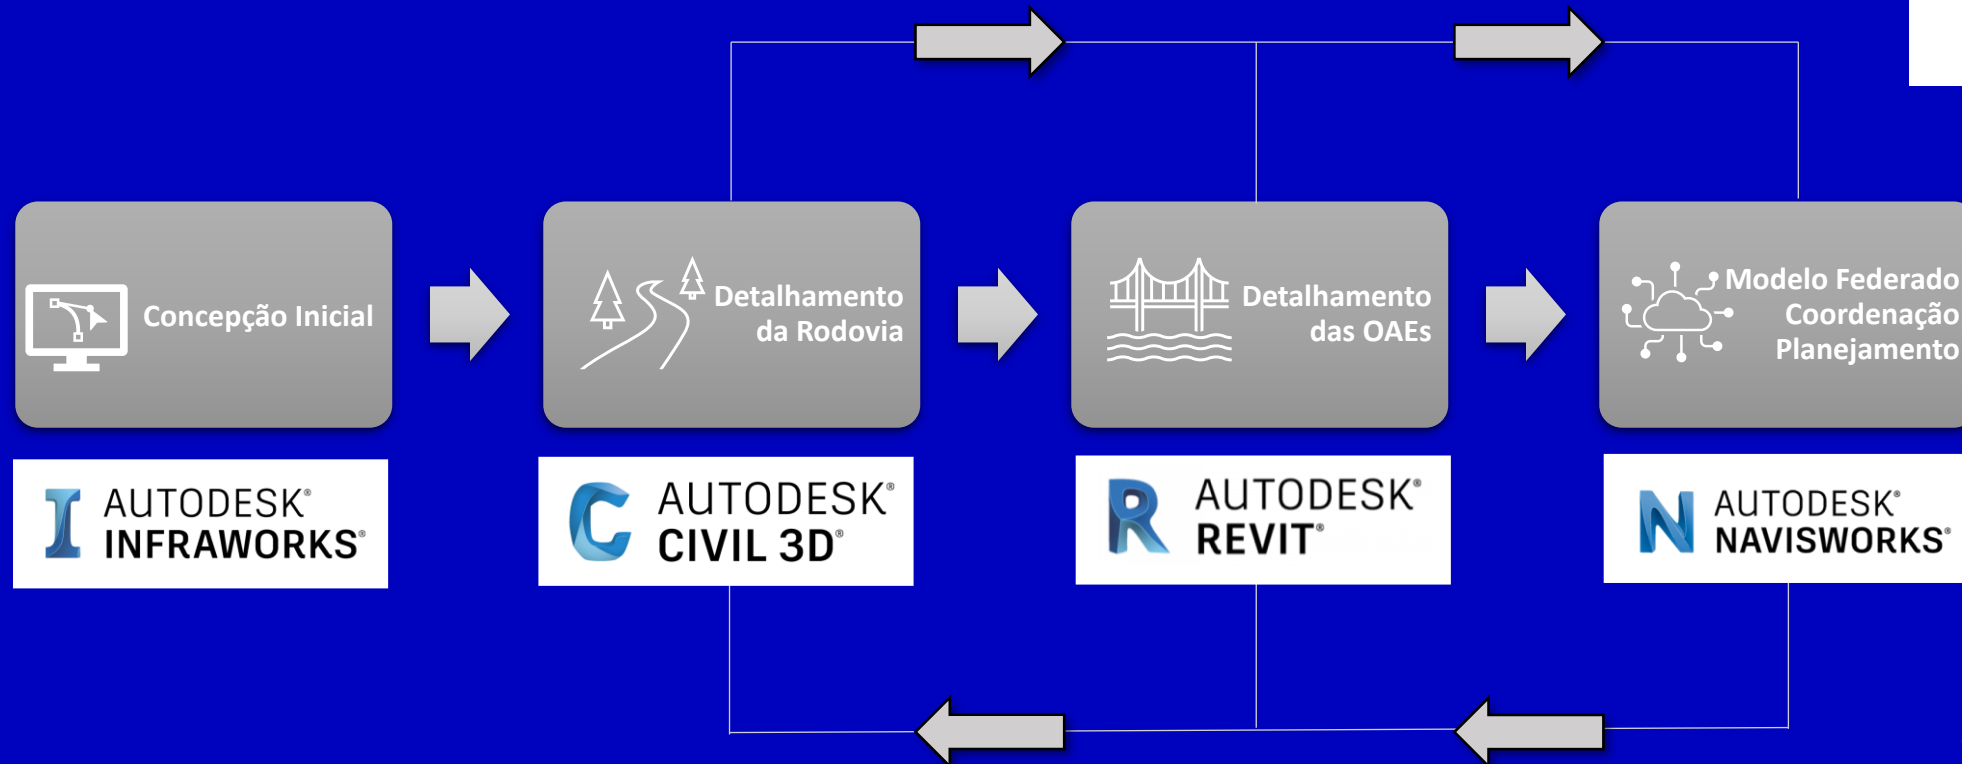 Concepção Inicial
Detalhamento
da Rodovia
Detalhamento
das OAEs
Modelo Federado
Coordenação
Planejamento
I AUTODESK®
INFRAWORKS®
C AUTODESK®
CIVIL 3D®
R AUTODESK®
REVIT®
N AUTODESK®
NAVISWORKS®